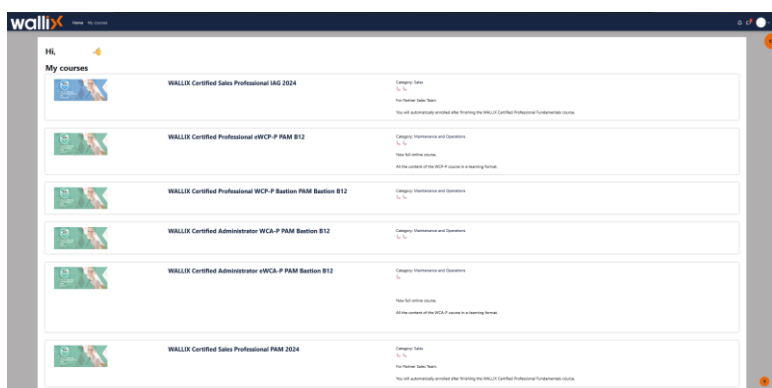 wallix
Home My courses
Hi,
My courses
WALLIX Certified Sales Professional IAG 2024
Category: Sales
For Partner Sales Team.
You will automatically enrolled after finishing the WALLIX Certified Professional Fundamentals course.
WALLIX Certified Professional eWCP-P PAM B12
Category: Maintenance and Operations
New full online course.
All the content of the WCP-P course in e-learning format.
WALLIX Certified Professional WCP-P Bastion PAM Bastion B12
Category: Maintenance and Operations
WALLIX Certified Administrator WCA-P PAM Bastion B12
Category: Maintenance and Operations
WALLIX Certified Administrator eWCA-P PAM Bastion B12
Category: Maintenance and Operations
New full online course.
All the content of the WCA-P course in e-learning format.
WALLIX Certified Sales Professional PAM 2024
Category: Sales
For Partner Sales Team.
You will automatically enrolled after finishing the WALLIX Certified Professional Fundamentals course.